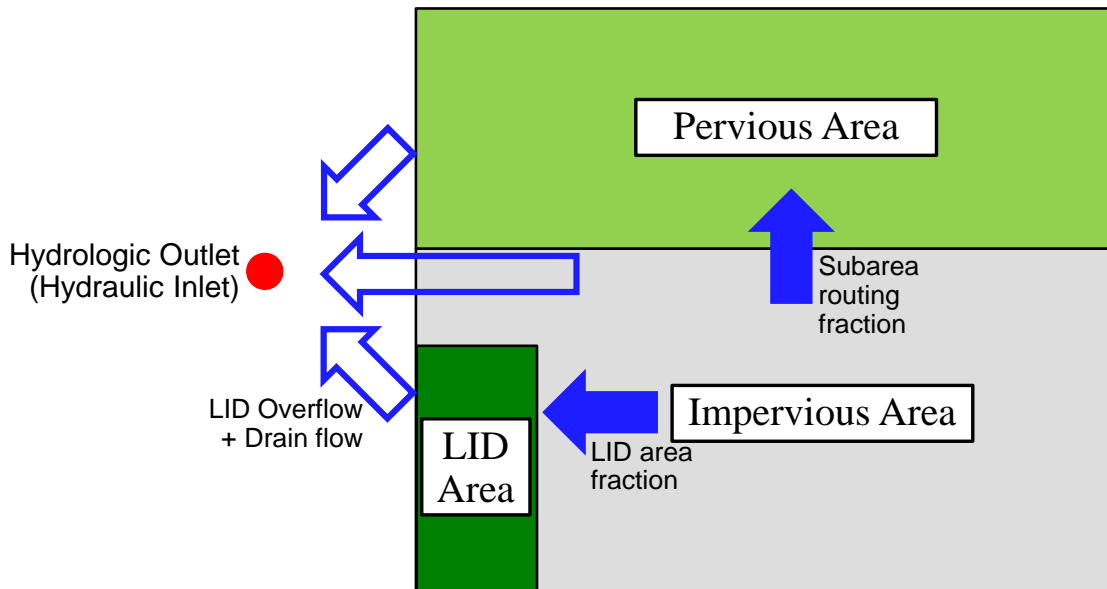 Pervious Area
Hydrologic Outlet
(Hydraulic Inlet)
Subarea
routing
fraction
LID Overflow
+ Drain flow
LID
Area
LID area
fraction
Impervious Area